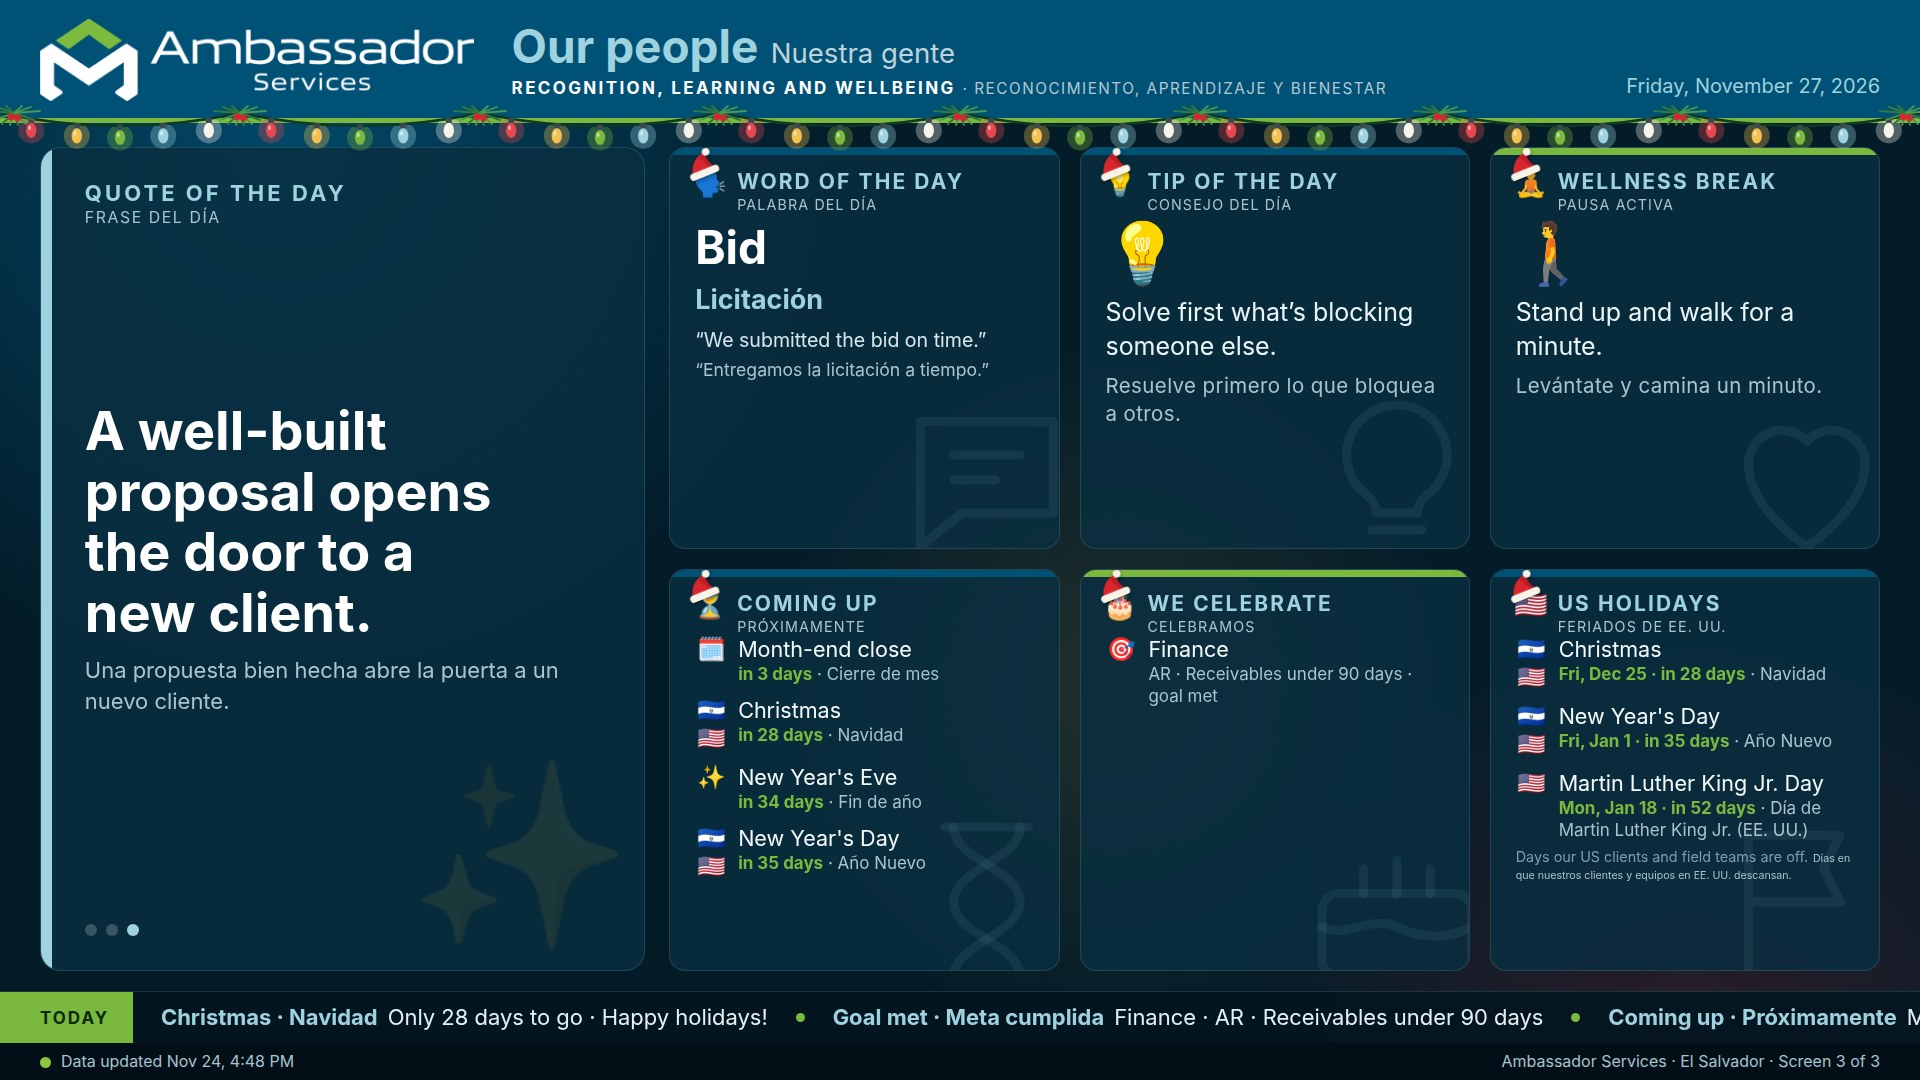 Ambassador
Services
Our people Nuestra gente
RECOGNITION, LEARNING AND WELLBEING · RECONOCIMIENTO, APRENDIZAJE Y BIENESTAR
Friday, November 27, 2026
QUOTE OF THE DAY
FRASE DEL DÍA
A well-built
proposal opens
the door to a
new client.
Una propuesta bien hecha abre la puerta a un
nuevo cliente.
WORD OF THE DAY
PALABRA DEL DÍA
Bid
Licitación
“We submitted the bid on time.”
“Entregamos la licitación a tiempo.”
TIP OF THE DAY
CONSEJO DEL DÍA
Solve first what’s blocking
someone else.
Resuelve primero lo que bloquea
a otros.
WELLNESS BREAK
PAUSA ACTIVA
Stand up and walk for a
minute.
Levántate y camina un minuto.
COMING UP
PRÓXIMAMENTE
Month-end close
in 3 days · Cierre de mes
Christmas
in 28 days · Navidad
New Year's Eve
in 34 days · Fin de año
New Year's Day
in 35 days · Año Nuevo
WE CELEBRATE
CELEBRAMOS
Finance
AR · Receivables under 90 days ·
goal met
US HOLIDAYS
FERIADOS DE EE. UU.
Christmas
Fri, Dec 25 · in 28 days · Navidad
New Year's Day
Fri, Jan 1 · in 35 days · Año Nuevo
Martin Luther King Jr. Day
Mon, Jan 18 · in 52 days · Día de
Martin Luther King Jr. (EE. UU.)
Days our US clients and field teams are off. Días en
que nuestros clientes y equipos en EE. UU. descansan.
TODAY Christmas · Navidad Only 28 days to go · Happy holidays! • Goal met · Meta cumplida Finance · AR · Receivables under 90 days • Coming up · Próximamente M
Data updated Nov 24, 4:48 PM
Ambassador Services · El Salvador · Screen 3 of 3